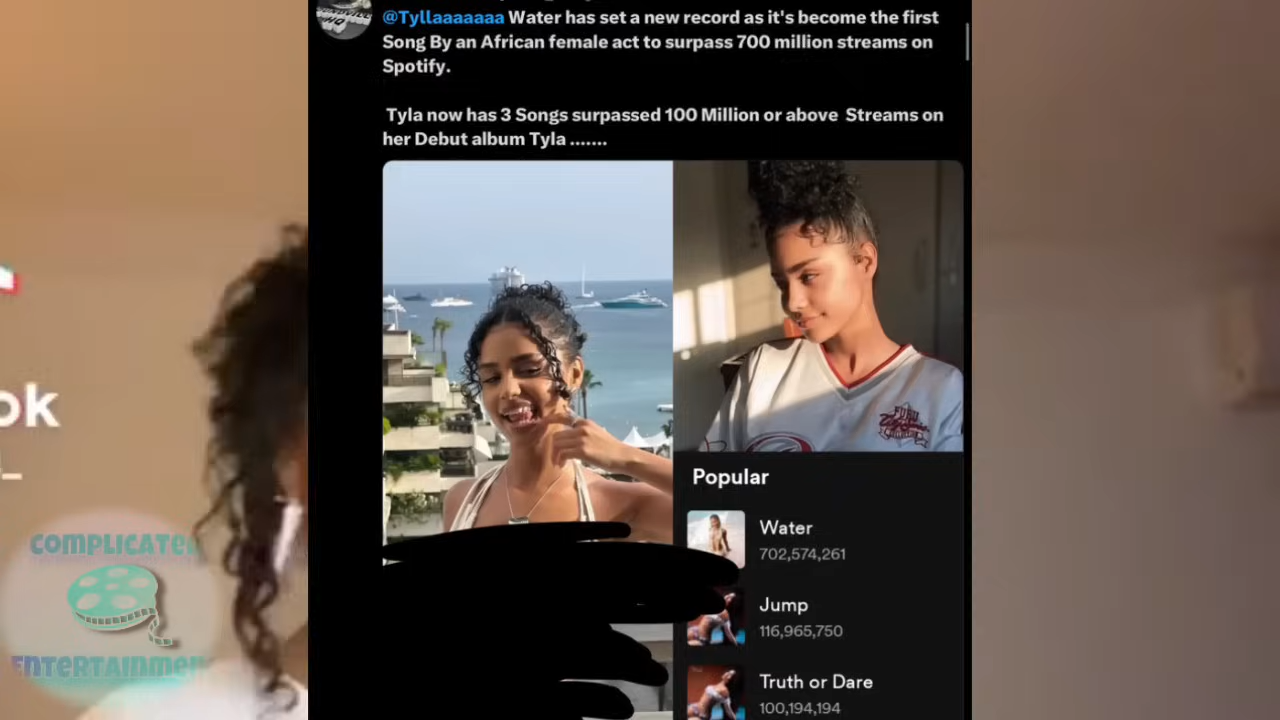 @Tyllaaaaaaa Water has set a new record as it's become the first
Song By an African female act to surpass 700 million streams on
Spotify.
Tyla now has 3 Songs surpassed 100 Million or above Streams on
her Debut album Tyla .......
Popular
Water
702,574,261
Jump
116,965,750
Truth or Dare
100,194,194
ok
COMPLICATED
ENTERTAINMEN